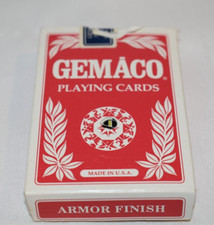 GEMACO
PLAYING CARDS
MADE IN U.S.A.
ARMOR FINISH